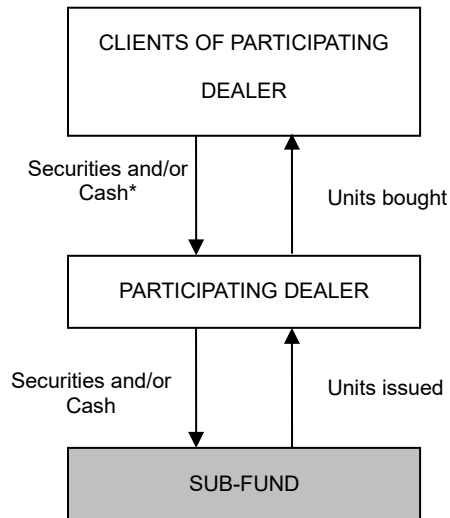 CLIENTS OF PARTICIPATING
DEALER
Securities and/or
Cash*
Units bought
PARTICIPATING DEALER
Securities and/or
Cash
Units issued
SUB-FUND